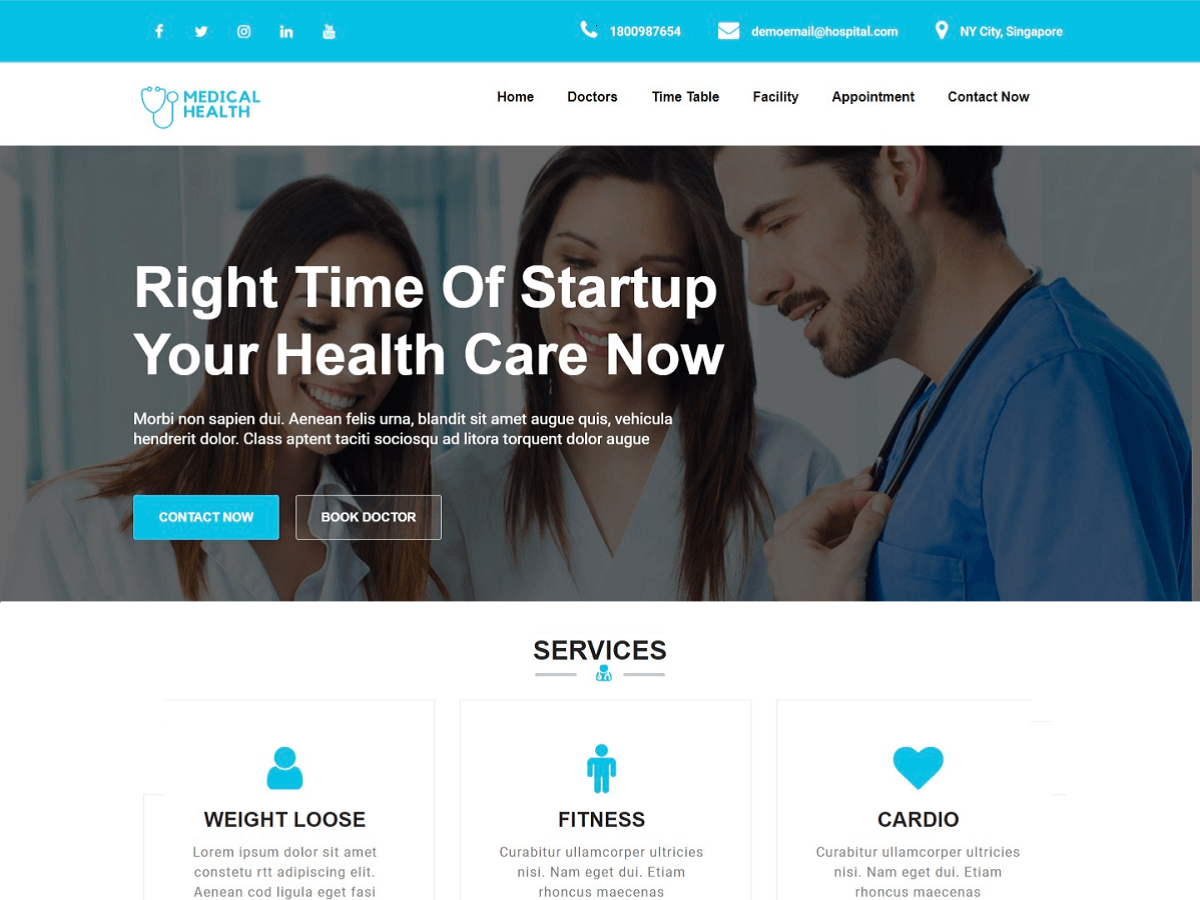 1800987654
demoemail@hospital.com
NY City, Singapore
MEDICAL
HEALTH
Home
Doctors
Time Table
Facility
Appointment
Contact Now
Right Time Of Startup
Your Health Care Now
Morbi non sapien dui. Aenean felis urna, blandit sit amet augue quis, vehicula
hendrerit dolor. Class aptent taciti sociosqu ad litora torquent dolor augue
CONTACT NOW
BOOK DOCTOR
SERVICES
WEIGHT LOOSE
Lorem ipsum dolor sit amet
constetu rtt adipiscing elit.
Aenean cod ligula eget fasi
FITNESS
Curabitur ullamcorper ultricies
nisi. Nam eget dui. Etiam
rhoncus maecenas
CARDIO
Curabitur ullamcorper ultricies
nisi. Nam eget dui. Etiam
rhoncus maecenas